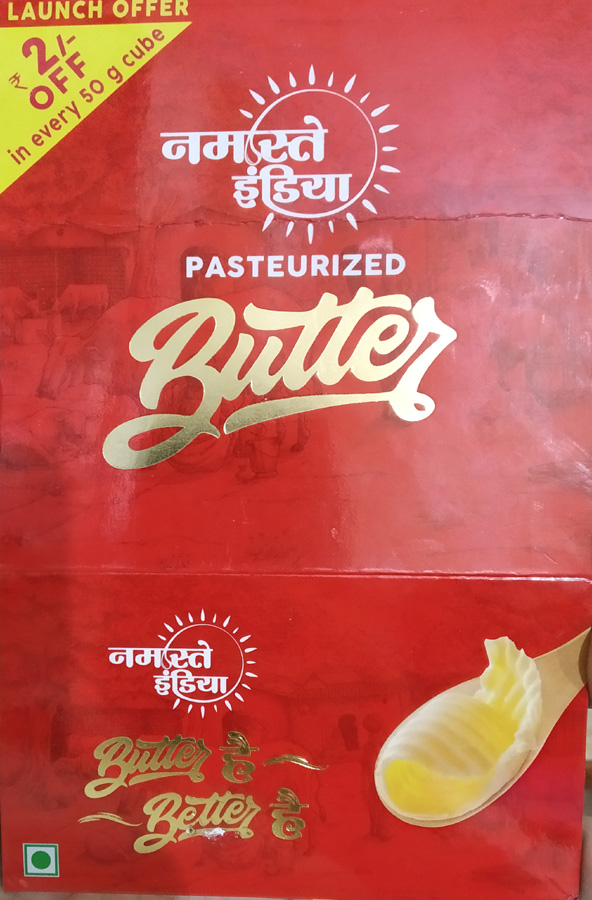 LAUNCH OFFER
₹ 2/-
OFF
in every 50 g cube
नमस्ते
इंडिया
PASTEURIZED
Butter
नमस्ते
इंडिया
Butter है
Better है